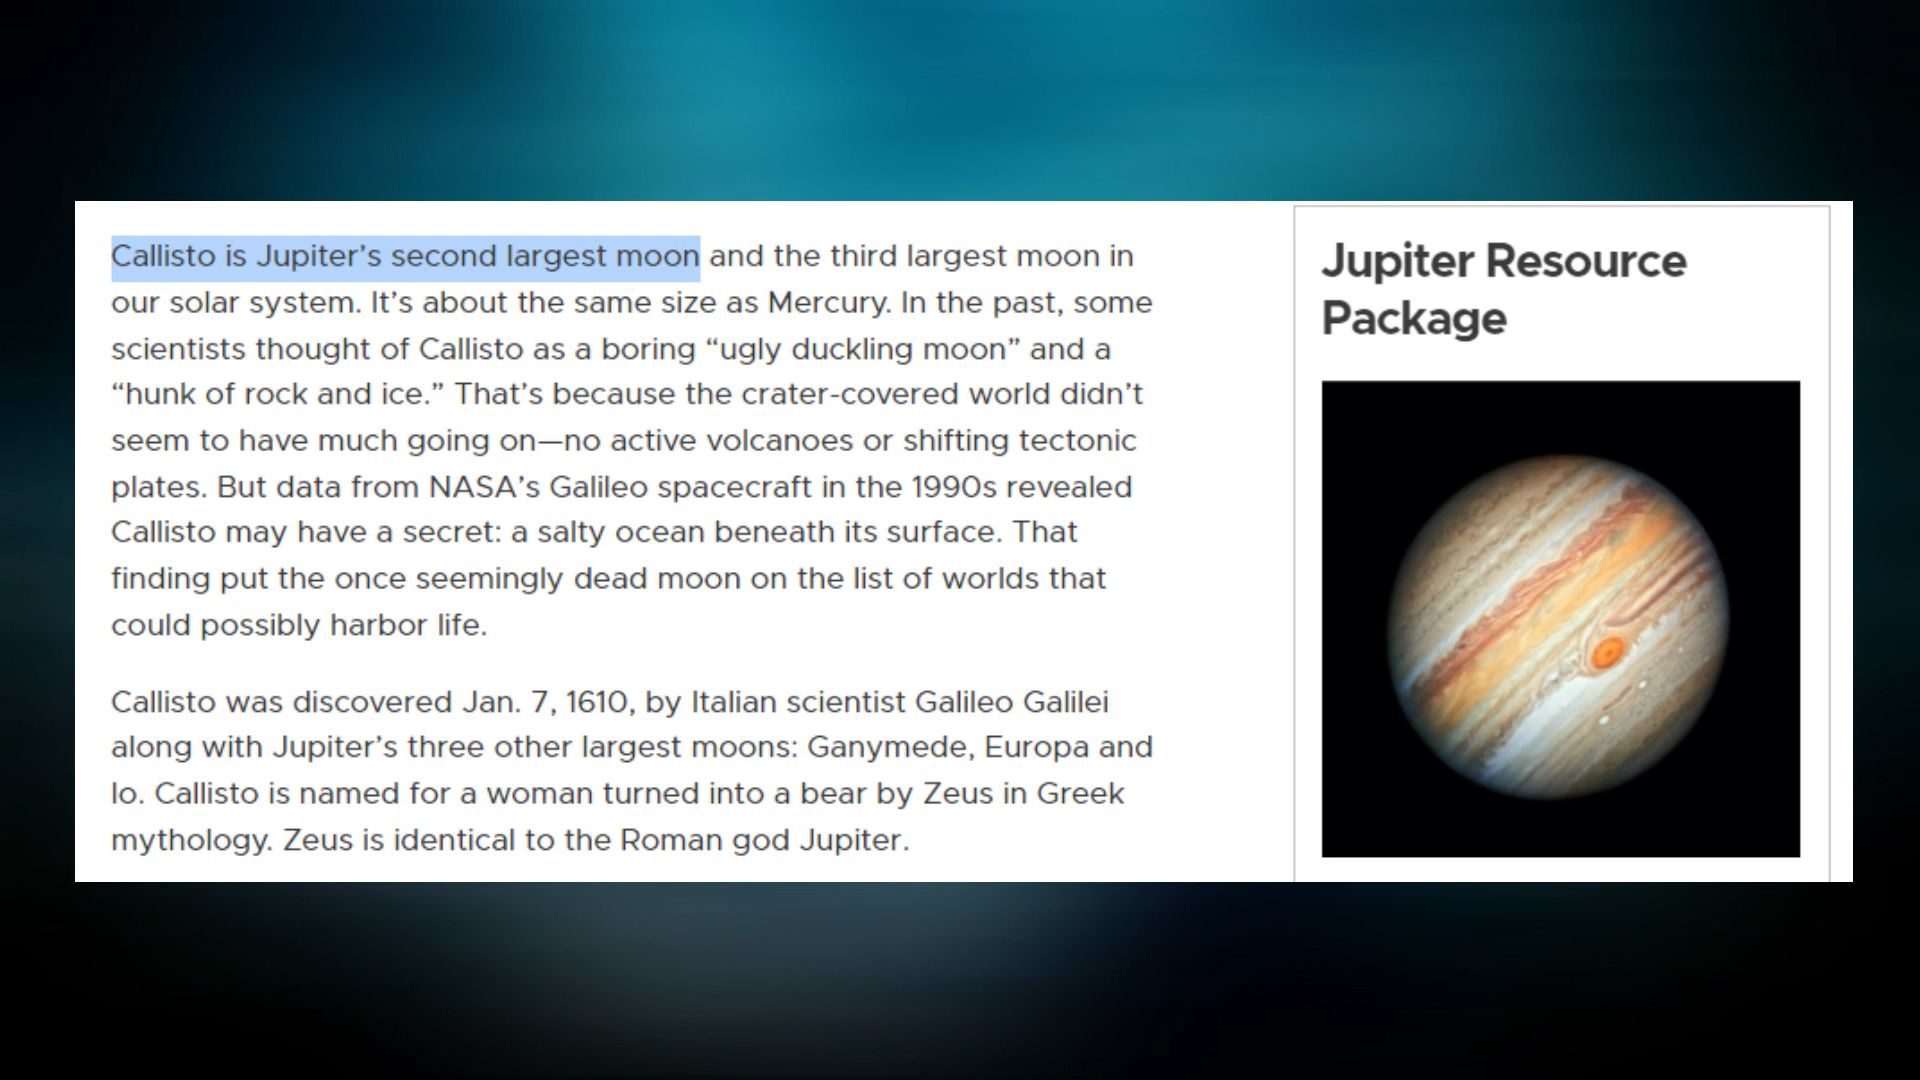 Callisto is Jupiter’s second largest moon and the third largest moon in
our solar system. It’s about the same size as Mercury. In the past, some
scientists thought of Callisto as a boring “ugly duckling moon” and a
“hunk of rock and ice.” That’s because the crater-covered world didn’t
seem to have much going on—no active volcanoes or shifting tectonic
plates. But data from NASA’s Galileo spacecraft in the 1990s revealed
Callisto may have a secret: a salty ocean beneath its surface. That
finding put the once seemingly dead moon on the list of worlds that
could possibly harbor life.
Callisto was discovered Jan. 7, 1610, by Italian scientist Galileo Galilei
along with Jupiter’s three other largest moons: Ganymede, Europa and
Io. Callisto is named for a woman turned into a bear by Zeus in Greek
mythology. Zeus is identical to the Roman god Jupiter.
Jupiter Resource
Package